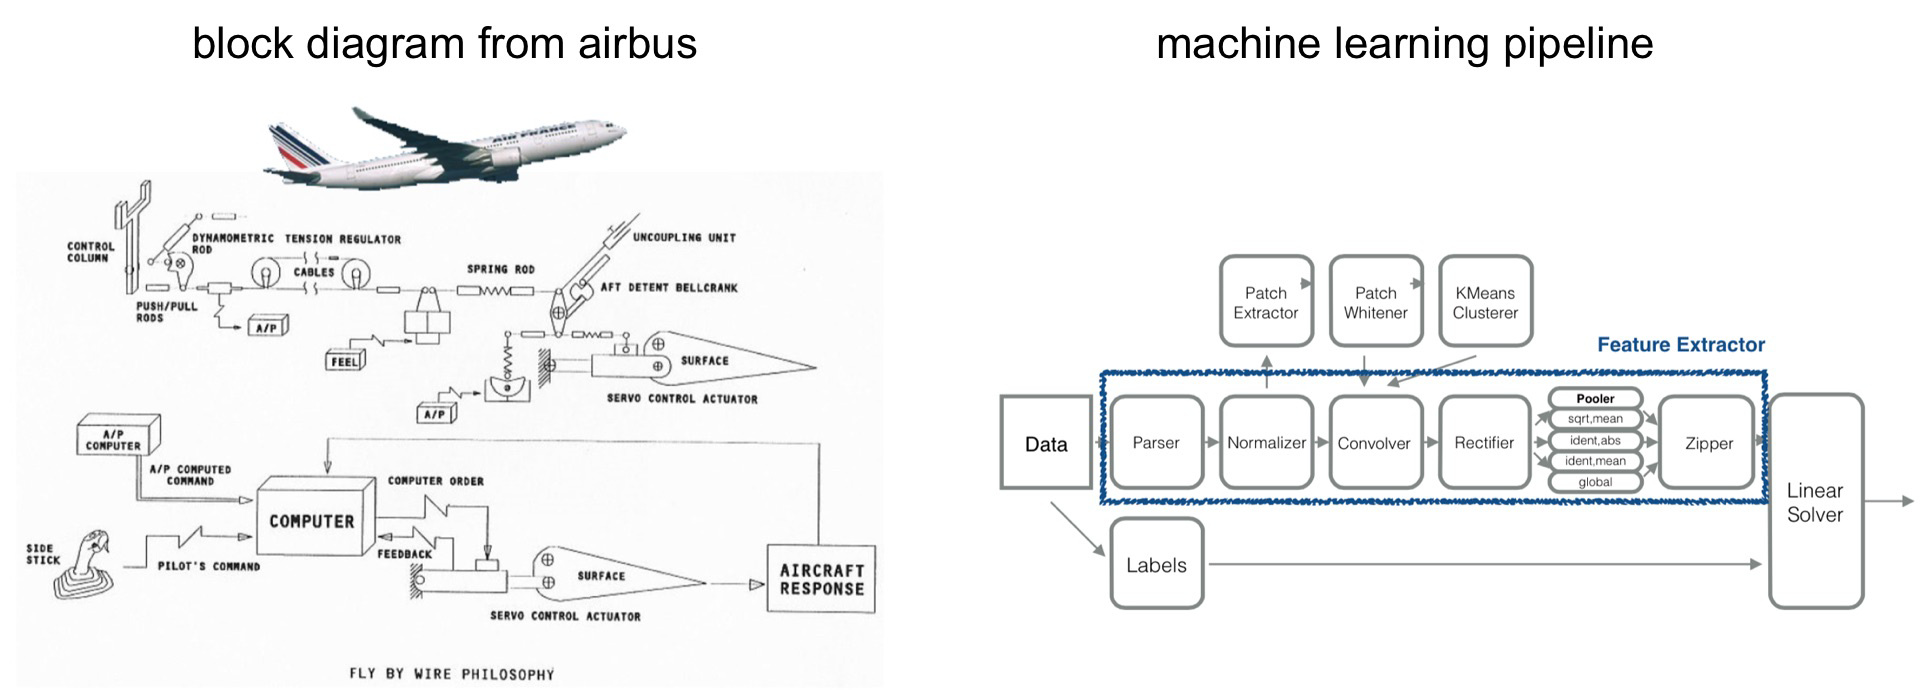 block diagram from airbus
machine learning pipeline
AIR FRANCE
CONTROL
COLUMN
DYNAMOMETRIC
ROD
TENSION REGULATOR
CABLES
PUSH/PULL
RODS
A/P
FEEL
SPRING ROD
UNCOUPLING UNIT
AFT DETENT BELLCRANK
SURFACE
SERVO CONTROL ACTUATOR
A/P
A/P
COMPUTER
A/P COMPUTED
COMMAND
COMPUTER
COMPUTER ORDER
FEEDBACK
SIDE
STICK
PILOT'S COMMAND
SURFACE
SERVO CONTROL ACTUATOR
AIRCRAFT
RESPONSE
FLY BY WIRE PHILOSOPHY
Patch
Extractor
Patch
Whitener
KMeans
Clusterer
Feature Extractor
Data
Parser
Normalizer
Convolver
Rectifier
Pooler
sqrt,mean
ident,abs
ident,mean
global
Zipper
Linear
Solver
Labels